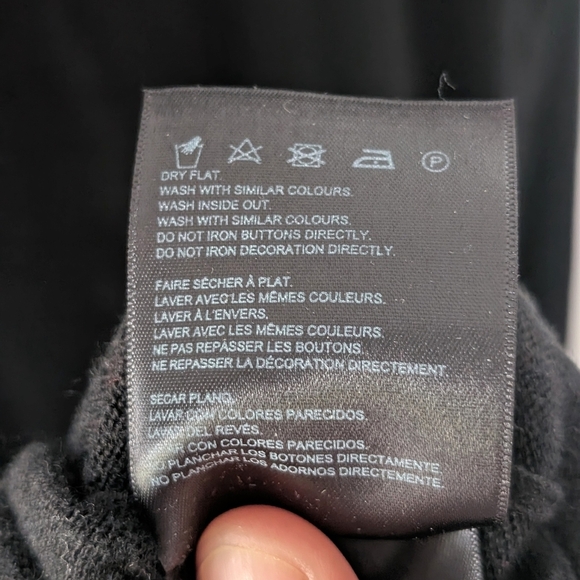 P
DRY FLAT.
WASH WITH SIMILAR COLOURS.
WASH INSIDE OUT.
WASH WITH SIMILAR COLOURS.
DO NOT IRON BUTTONS DIRECTLY.
DO NOT IRON DECORATION DIRECTLY.
FAIRE SÉCHER À PLAT.
LAVER AVEC LES MÊMES COULEURS.
LAVER À L'ENVERS.
LAVER AVEC LES MÊMES COULEURS.
NE PAS REPASSER LES BOUTONS.
NE REPASSER LA DÉCORATION DIRECTEMENT.
SECAR PLANO.
LAVAR CON COLORES PARECIDOS.
LAVAR DEL REVÉS.
CON COLORES PARECIDOS.
NO PLANCHAR LOS BOTONES DIRECTAMENTE.
NO PLANCHAR LOS ADORNOS DIRECTEMENTE.